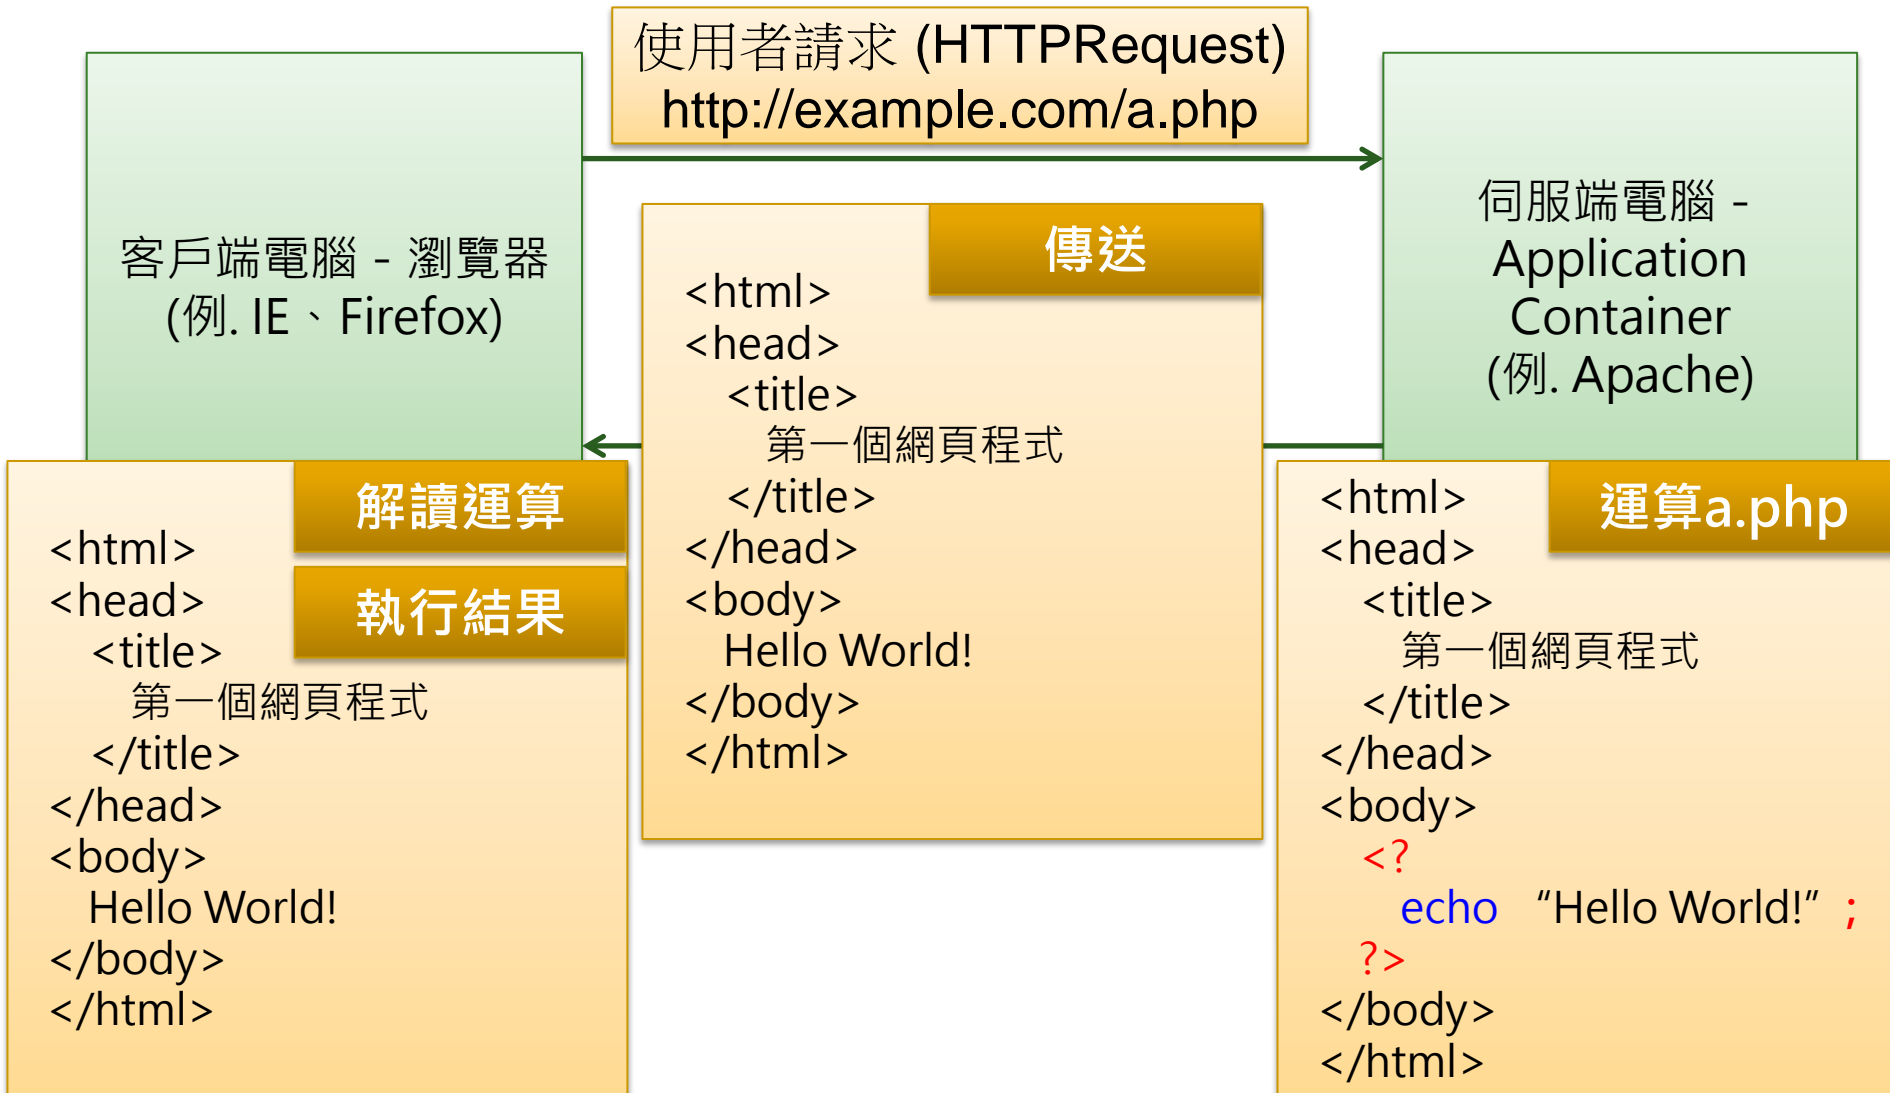 使用者請求 (HTTPRequest)
http://example.com/a.php
客戶端電腦 - 瀏覽器
(例. IE、Firefox)
伺服端電腦 -
Application
Container
(例. Apache)
傳送
<html>
<head>
<title>
第一個網頁程式
</title>
</head>
<body>
Hello World!
</body>
</html>
解讀運算
執行結果
<html>
<head>
<title>
第一個網頁程式
</title>
</head>
<body>
Hello World!
</body>
</html>
運算a.php
<html>
<head>
<title>
第一個網頁程式
</title>
</head>
<body>
<?
echo “Hello World!” ;
?>
</body>
</html>